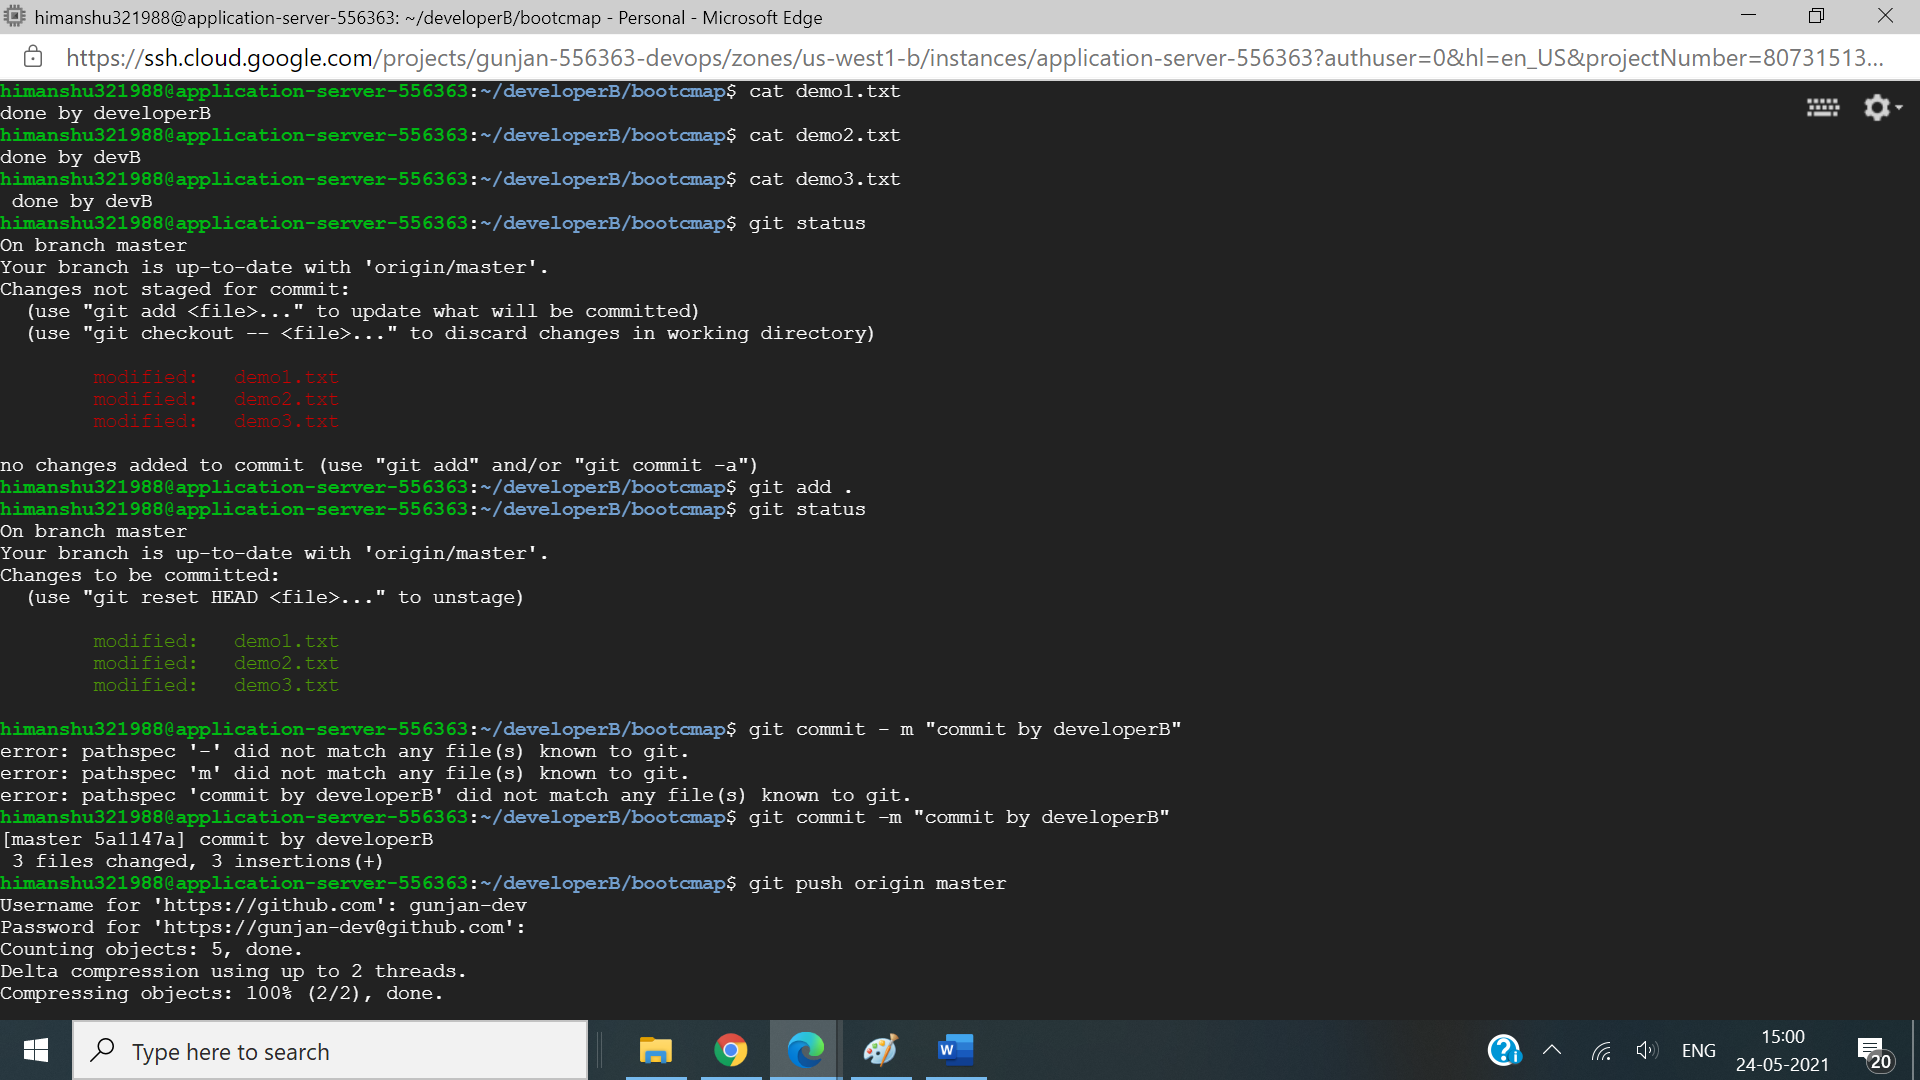 himanshu321988@application-server-556363: ~/developerB/bootcmap - Personal - Microsoft Edge
https://ssh.cloud.google.com/projects/gunjan-556363-devops/zones/us-west1-b/instances/application-server-556363?authuser=0&hl=en_US&projectNumber=80731513...
himanshu321988@application-server-556363:~/developerB/bootcmap$ cat demo1.txt
done by developerB
himanshu321988@application-server-556363:~/developerB/bootcmap$ cat demo2.txt
done by devB
himanshu321988@application-server-556363:~/developerB/bootcmap$ cat demo3.txt
 done by devB
himanshu321988@application-server-556363:~/developerB/bootcmap$ git status
On branch master
Your branch is up-to-date with 'origin/master'.
Changes not staged for commit:
  (use "git add <file>..." to update what will be committed)
  (use "git checkout -- <file>..." to discard changes in working directory)
        modified:   demo1.txt
        modified:   demo2.txt
        modified:   demo3.txt
no changes added to commit (use "git add" and/or "git commit -a")
himanshu321988@application-server-556363:~/developerB/bootcmap$ git add .
himanshu321988@application-server-556363:~/developerB/bootcmap$ git status
On branch master
Your branch is up-to-date with 'origin/master'.
Changes to be committed:
  (use "git reset HEAD <file>..." to unstage)
        modified:   demo1.txt
        modified:   demo2.txt
        modified:   demo3.txt
himanshu321988@application-server-556363:~/developerB/bootcmap$ git commit - m "commit by developerB"
error: pathspec '-' did not match any file(s) known to git.
error: pathspec 'm' did not match any file(s) known to git.
error: pathspec 'commit by developerB' did not match any file(s) known to git.
himanshu321988@application-server-556363:~/developerB/bootcmap$ git commit -m "commit by developerB"
[master 5a1147a] commit by developerB
 3 files changed, 3 insertions(+)
himanshu321988@application-server-556363:~/developerB/bootcmap$ git push origin master
Username for 'https://github.com': gunjan-dev
Password for 'https://gunjan-dev@github.com':
Counting objects: 5, done.
Delta compression using up to 2 threads.
Compressing objects: 100% (2/2), done.
Type here to search
W
ENG
15:00
24-05-2021
20